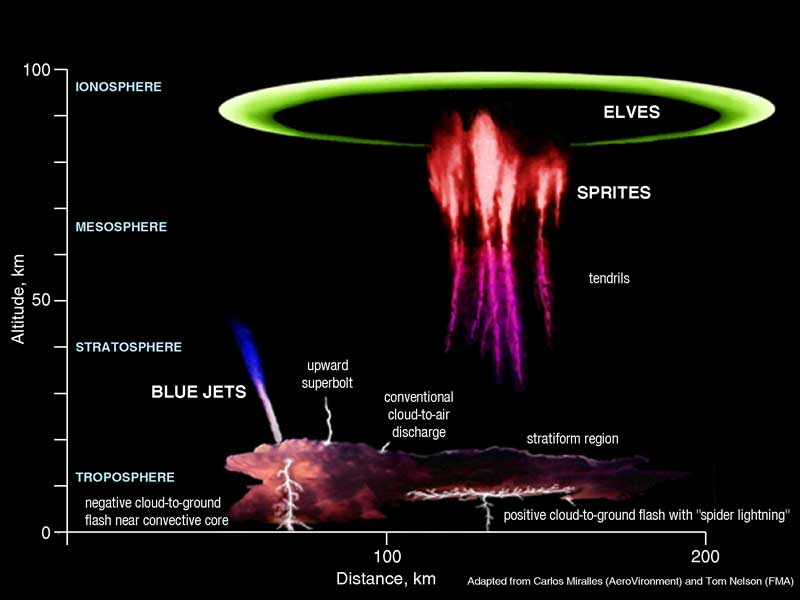 100
IONOSPHERE
ELVES
SPRITES
MESOSPHERE
tendrils
Altitude, km
50
STRATOSPHERE
upward
superbolt
BLUE JETS
conventional
cloud-to-air
discharge
stratiform region
TROPOSPHERE
negative cloud-to-ground
flash near convective core
positive cloud-to-ground flash with "spider lightning"
0
100
200
Distance, km
Adapted from Carlos Miralles (AeroVironment) and Tom Nelson (FMA)